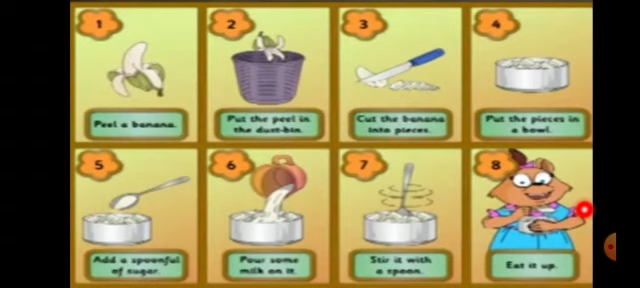 1
Peel a banana.
2
Put the peel in
the dust-bin.
3
Cut the banana
into pieces.
4
Put the pieces in
a bowl.
5
Add a spoonful
of sugar.
6
Pour some
milk on it.
7
Stir it with
a spoon.
8
Eat it up.